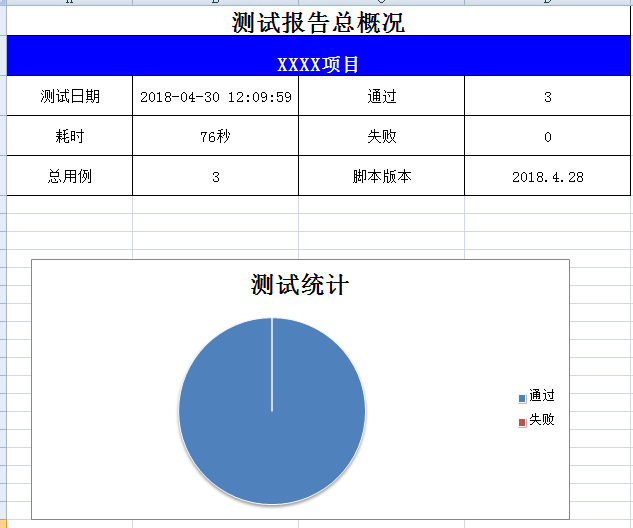 测试报告总概况
XXXX项目
测试日期 2018-04-30 12:09:59 通过 3
耗时 76秒 失败 0
总用例 3 脚本版本 2018.4.28
测试统计
通过
失败